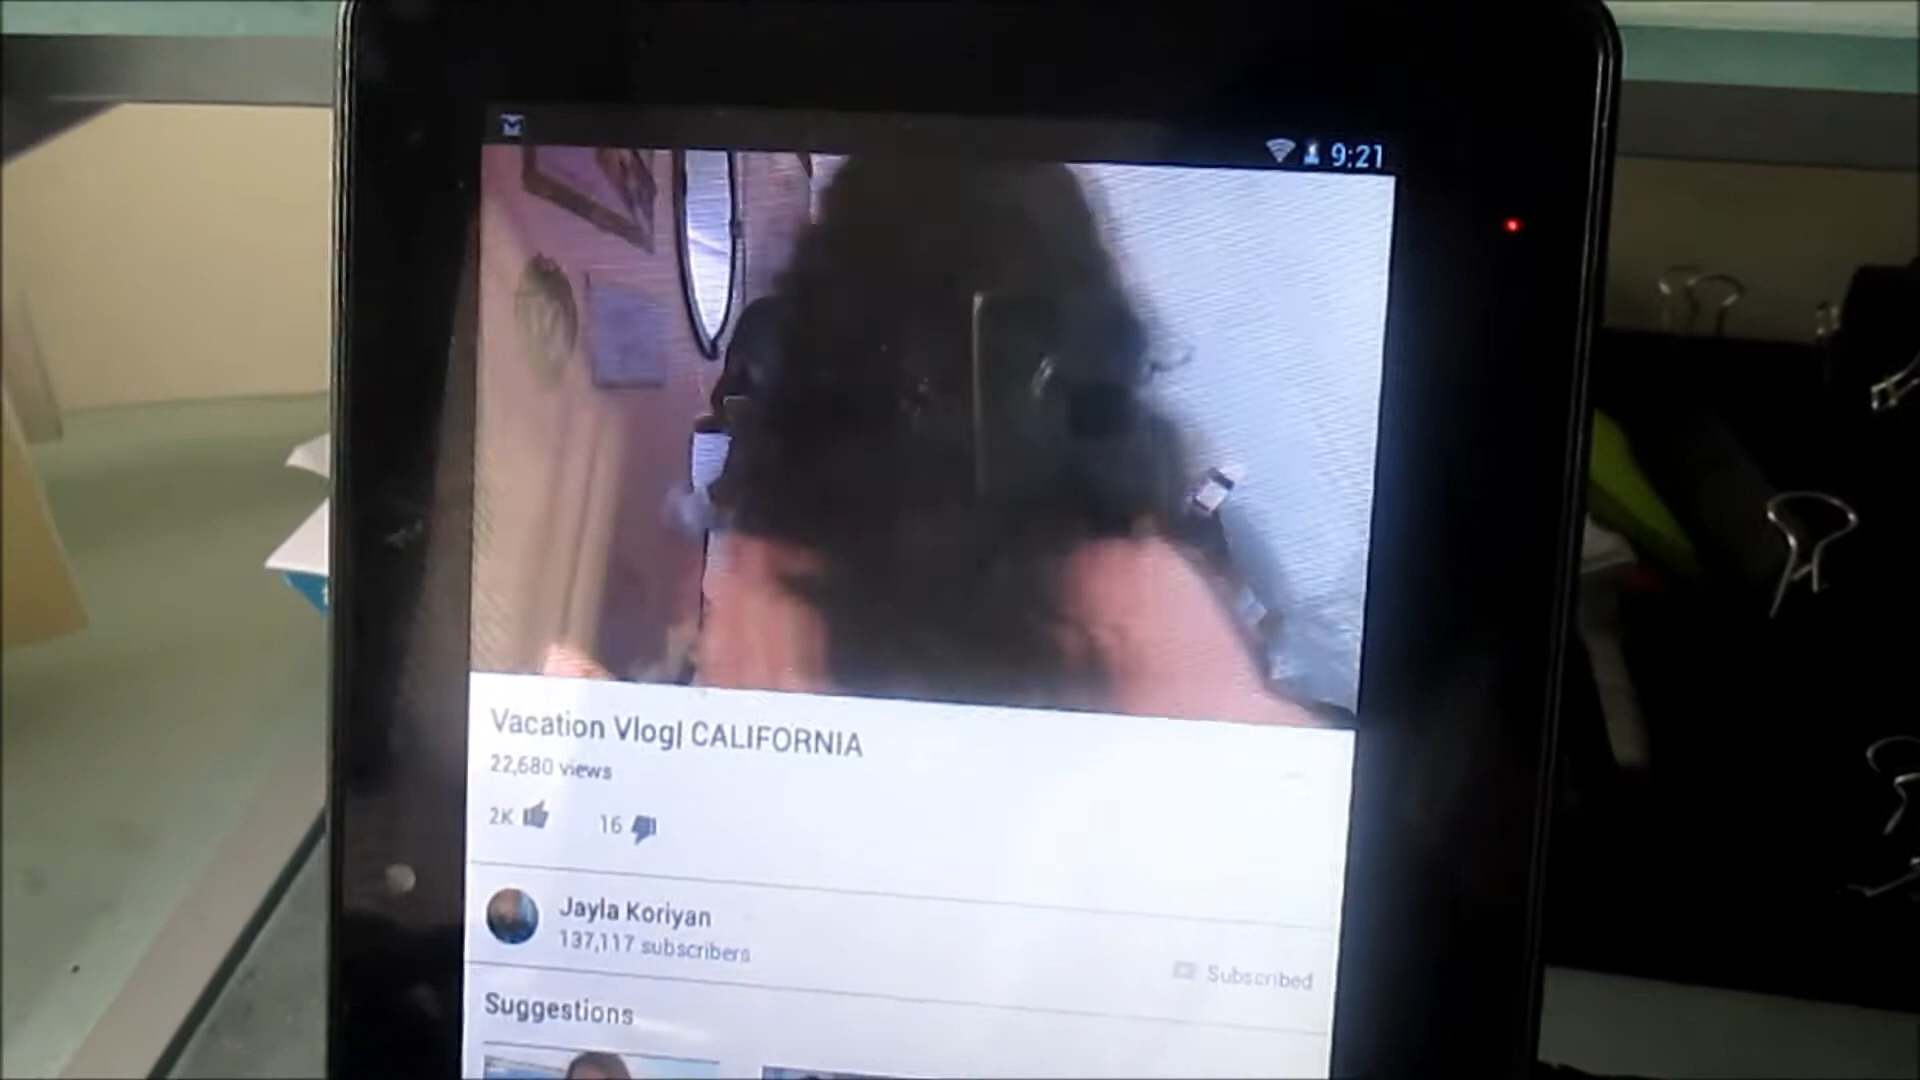 9:21
Vacation Vlog| CALIFORNIA
22,680 views
2K 16
Jayla Koriyan
137,117 subscribers
Subscribed
Suggestions